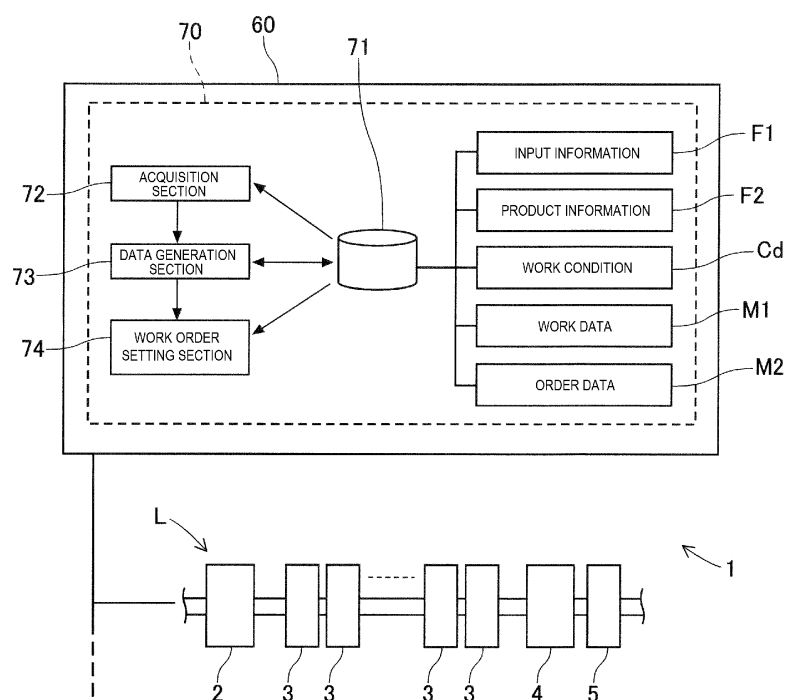 70
60
71
ACQUISITION
SECTION
72
DATA GENERATION
SECTION
73
WORK ORDER
SETTING SECTION
74
INPUT INFORMATION
F1
PRODUCT INFORMATION
F2
WORK CONDITION
Cd
WORK DATA
M1
ORDER DATA
M2
L
1
2 3 3 3 3 4 5